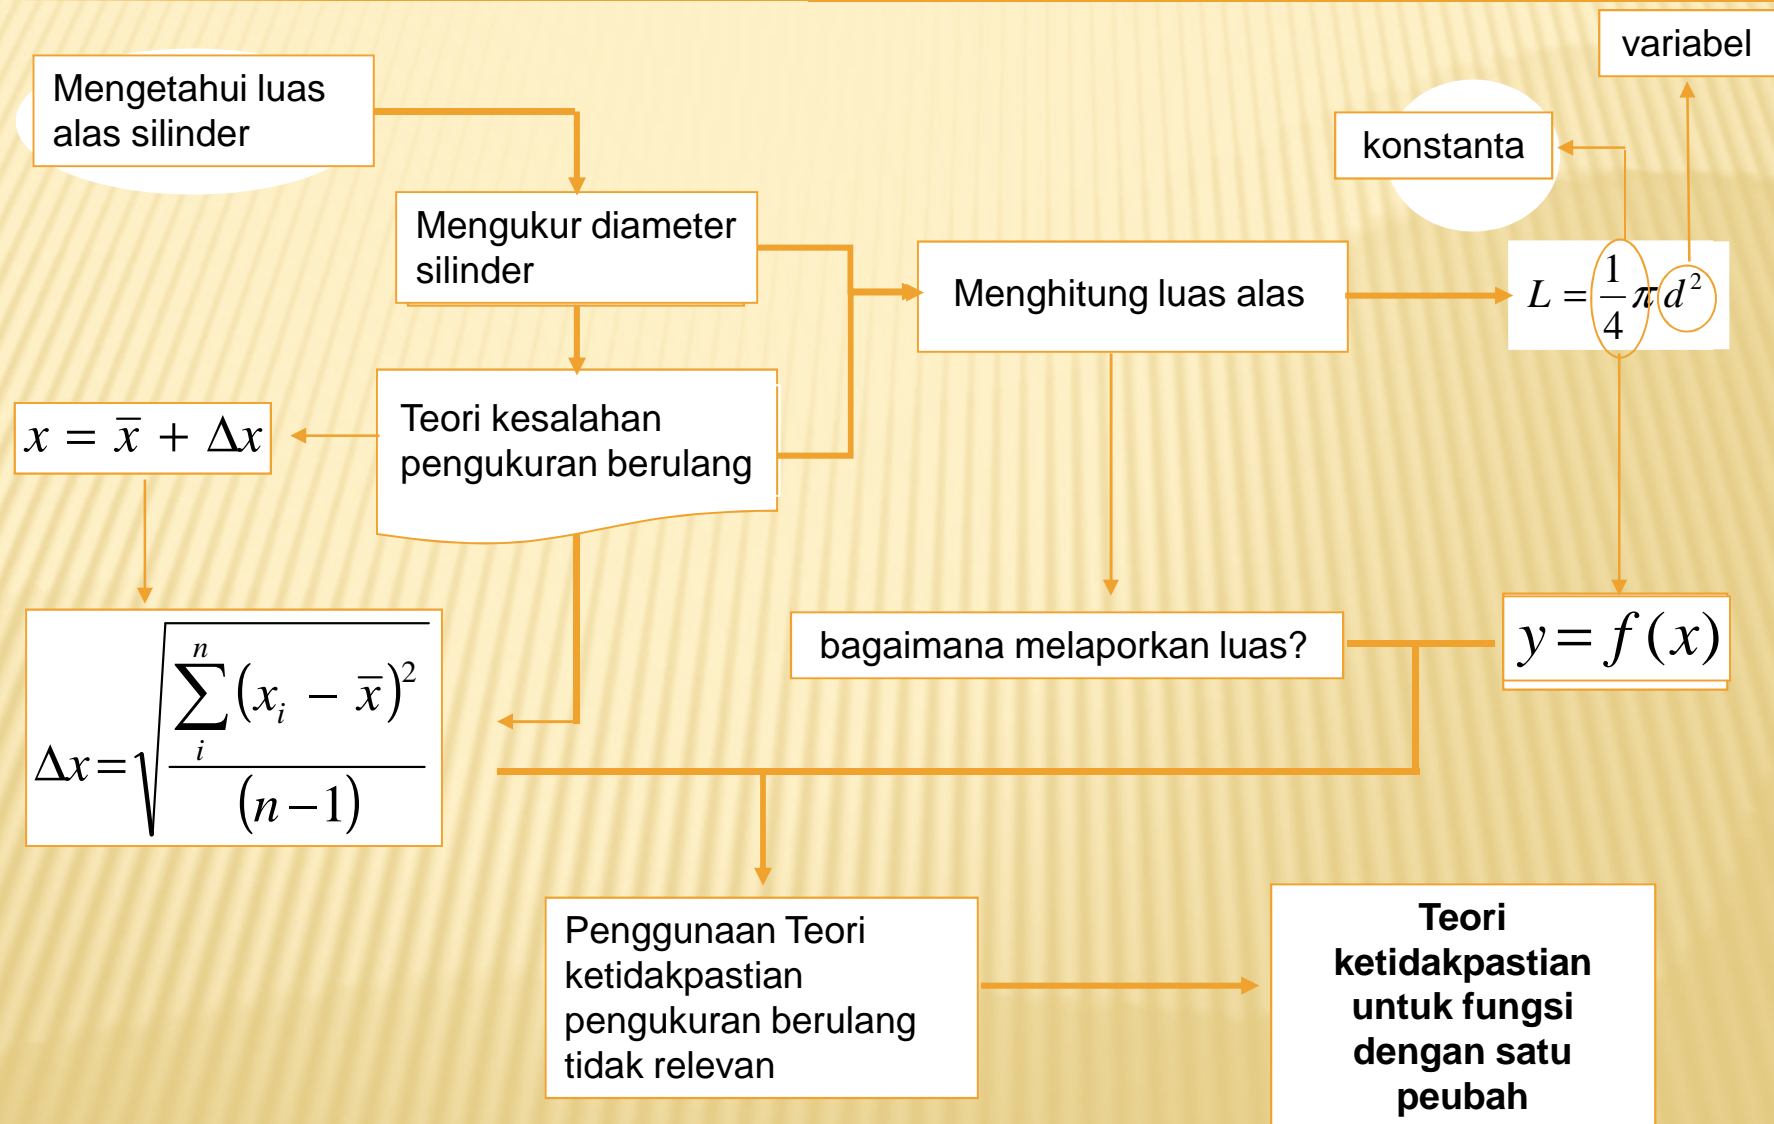 variabel
Mengetahui luas
alas silinder
konstanta
Mengukur diameter
silinder
Menghitung luas alas
L = 1/4 π d²
Teori kesalahan
pengukuran berulang
x = x̅ + Δx
bagaimana melaporkan luas?
y = f(x)
Δx = √(∑ᵢⁿ (xᵢ − x̅)² / (n − 1))
Penggunaan Teori
ketidakpastian
pengukuran berulang
tidak relevan
Teori
ketidakpastian
untuk fungsi
dengan satu
peubah